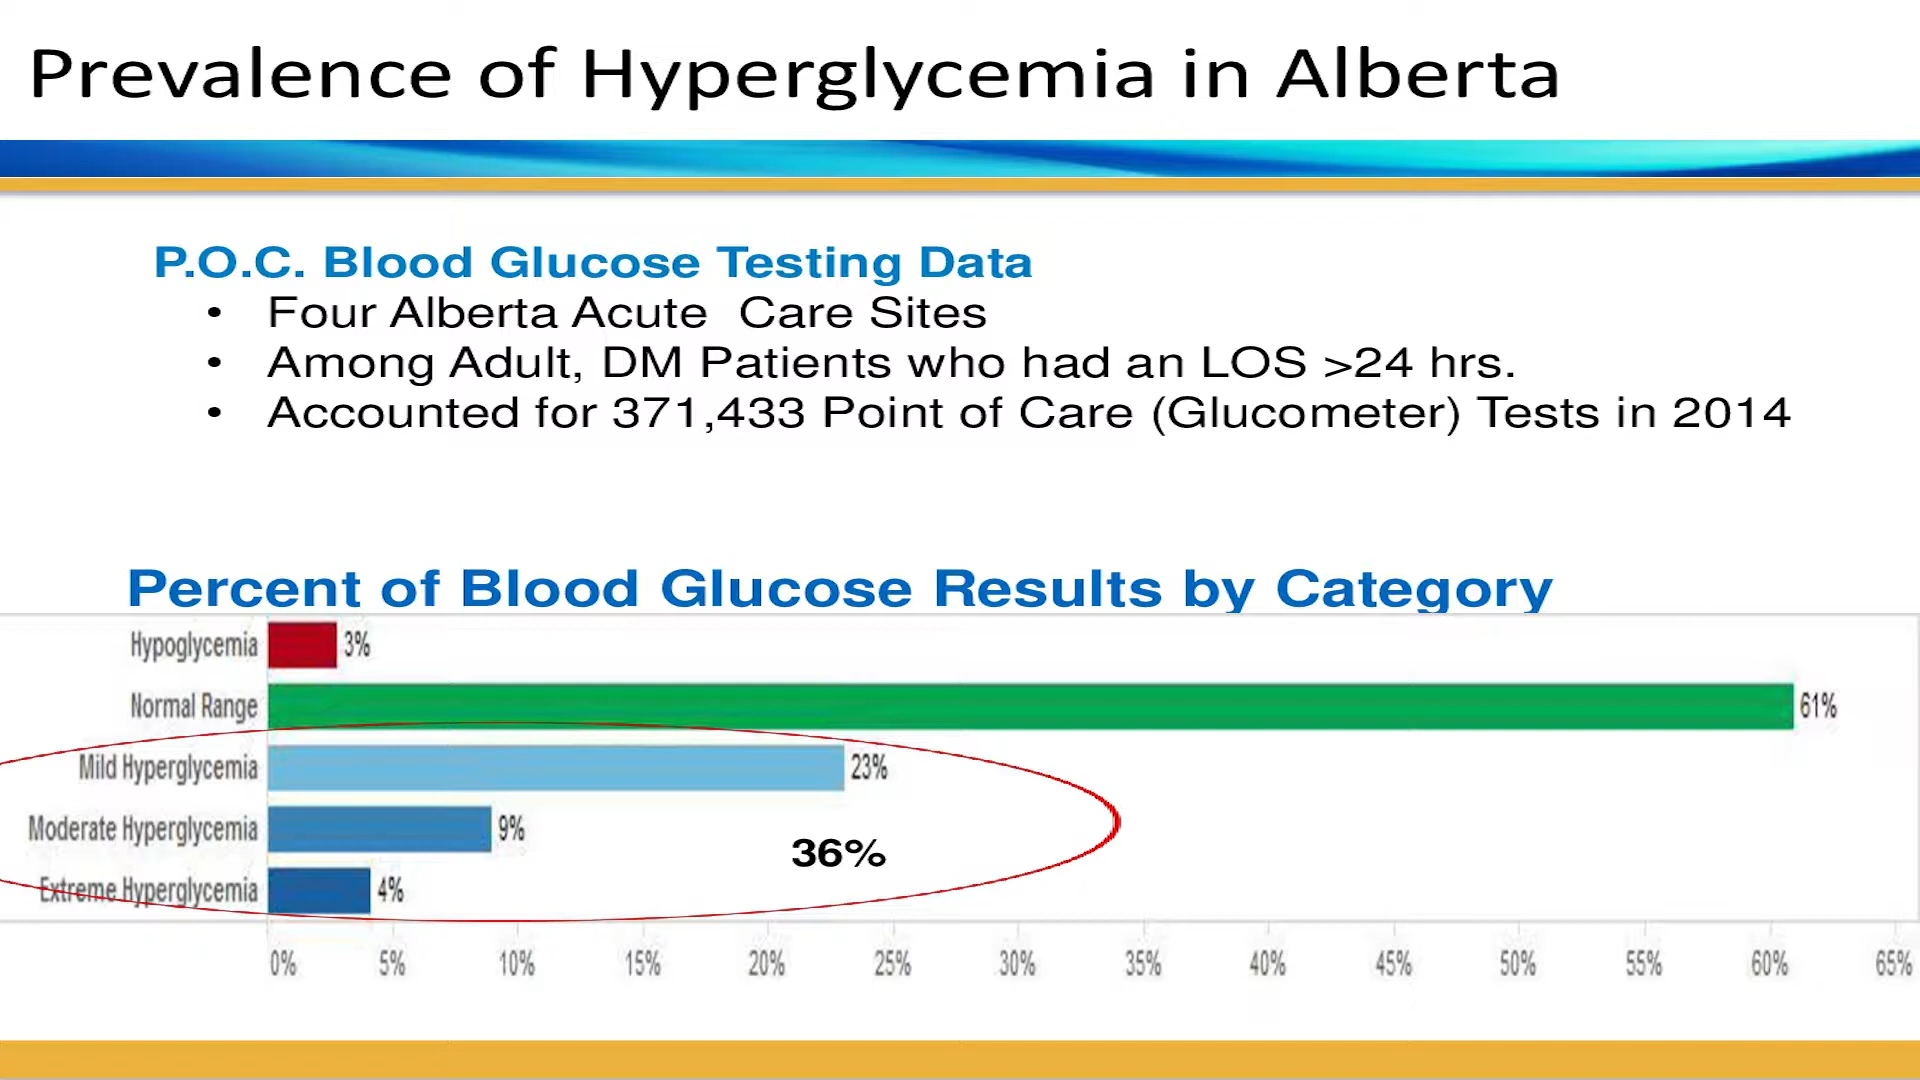 Prevalence of Hyperglycemia in Alberta
P.O.C. Blood Glucose Testing Data
• Four Alberta Acute Care Sites
• Among Adult, DM Patients who had an LOS >24 hrs.
• Accounted for 371,433 Point of Care (Glucometer) Tests in 2014
Percent of Blood Glucose Results by Category
Hypoglycemia 3%
Normal Range 61%
Mild Hyperglycemia 23%
Moderate Hyperglycemia 9%
36%
Extreme Hyperglycemia 4%
0% 5% 10% 15% 20% 25% 30% 35% 40% 45% 50% 55% 60% 65%